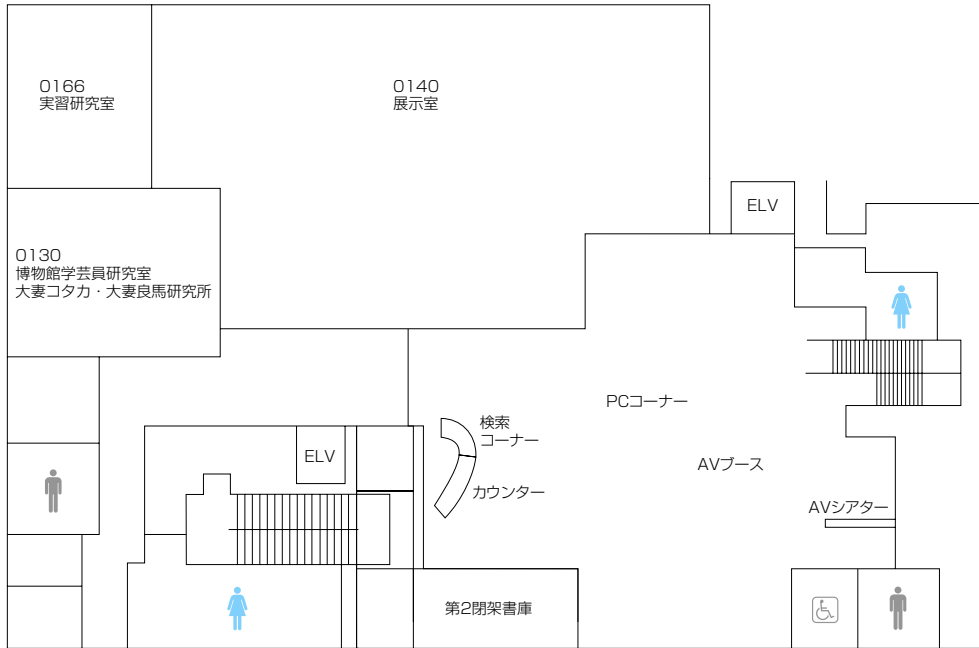 0166
実習研究室
0140
展示室
ELV
0130
博物館学芸員研究室
大妻コタカ・大妻良馬研究所
PCコーナー
検索
コーナー
ELV
AVブース
カウンター
AVシアター
第2閉架書庫